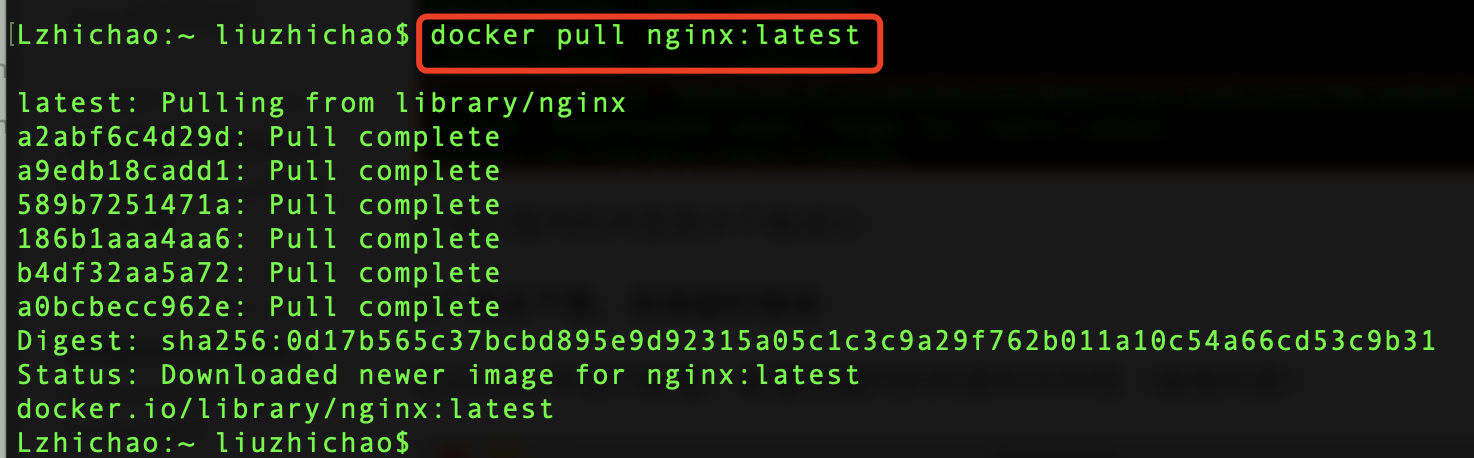 Lzhichao:~ liuzhichao$ docker pull nginx:latest
latest: Pulling from library/nginx
a2abf6c4d29d: Pull complete
a9edb18cadd1: Pull complete
589b7251471a: Pull complete
186b1aaa4aa6: Pull complete
b4df32aa5a72: Pull complete
a0bcbecc962e: Pull complete
Digest: sha256:0d17b565c37bcbd895e9d92315a05c1c3c9a29f762b011a10c54a66cd53c9b31
Status: Downloaded newer image for nginx:latest
docker.io/library/nginx:latest
Lzhichao:~ liuzhichao$